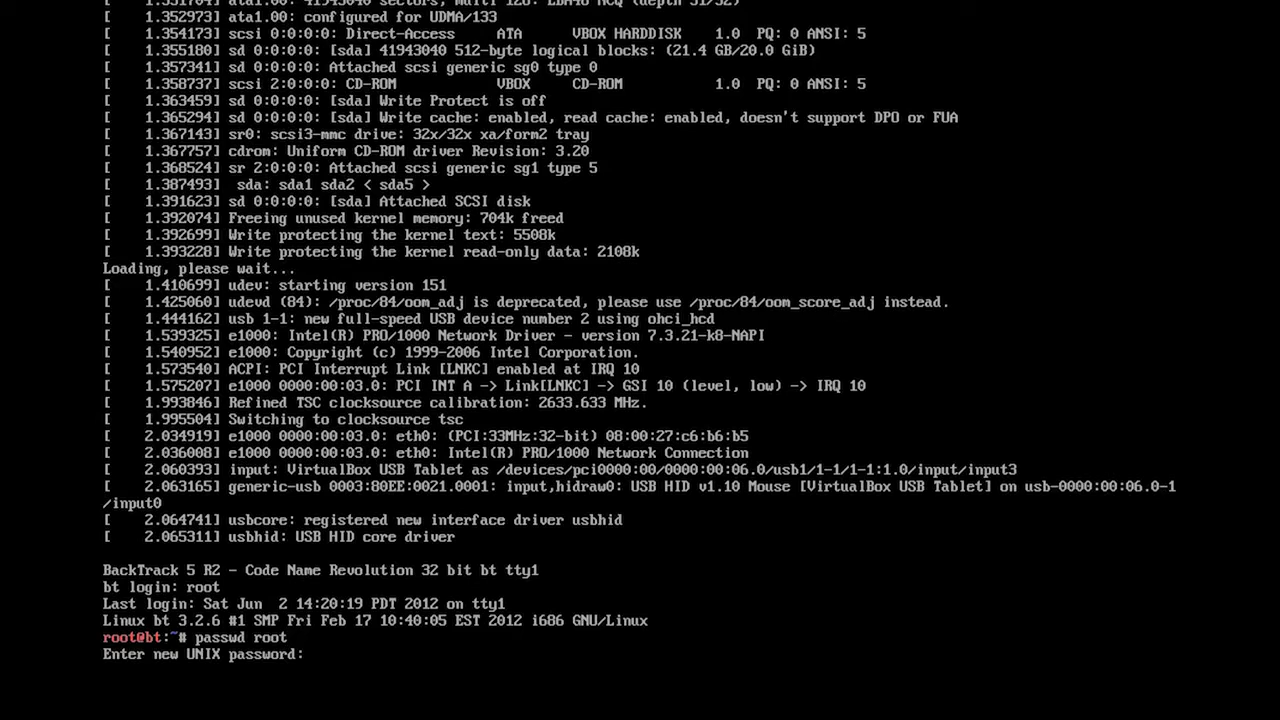 [    1.351704] ata1.00: 41943040 sectors, multi 128: LBA48 NCQ (depth 31/32)
[    1.352973] ata1.00: configured for UDMA/133
[    1.354173] scsi 0:0:0:0: Direct-Access     ATA      VBOX HARDDISK    1.0  PQ: 0 ANSI: 5
[    1.355180] sd 0:0:0:0: [sda] 41943040 512-byte logical blocks: (21.4 GB/20.0 GiB)
[    1.357341] sd 0:0:0:0: Attached scsi generic sg0 type 0
[    1.358737] scsi 2:0:0:0: CD-ROM            VBOX     CD-ROM           1.0  PQ: 0 ANSI: 5
[    1.363459] sd 0:0:0:0: [sda] Write Protect is off
[    1.365294] sd 0:0:0:0: [sda] Write cache: enabled, read cache: enabled, doesn't support DPO or FUA
[    1.367143] sr0: scsi3-mmc drive: 32x/32x xa/form2 tray
[    1.367757] cdrom: Uniform CD-ROM driver Revision: 3.20
[    1.368524] sr 2:0:0:0: Attached scsi generic sg1 type 5
[    1.387493]  sda: sda1 sda2 < sda5 >
[    1.391623] sd 0:0:0:0: [sda] Attached SCSI disk
[    1.392074] Freeing unused kernel memory: 704k freed
[    1.392699] Write protecting the kernel text: 5508k
[    1.393228] Write protecting the kernel read-only data: 2108k
Loading, please wait...
[    1.410699] udev: starting version 151
[    1.425060] udevd (84): /proc/84/oom_adj is deprecated, please use /proc/84/oom_score_adj instead.
[    1.444162] usb 1-1: new full-speed USB device number 2 using ohci_hcd
[    1.539325] e1000: Intel(R) PRO/1000 Network Driver - version 7.3.21-k8-NAPI
[    1.540952] e1000: Copyright (c) 1999-2006 Intel Corporation.
[    1.573540] ACPI: PCI Interrupt Link [LNKC] enabled at IRQ 10
[    1.575207] e1000 0000:00:03.0: PCI INT A -> Link[LNKC] -> GSI 10 (level, low) -> IRQ 10
[    1.993846] Refined TSC clocksource calibration: 2633.633 MHz.
[    1.995504] Switching to clocksource tsc
[    2.034919] e1000 0000:00:03.0: eth0: (PCI:33MHz:32-bit) 08:00:27:c6:b6:b5
[    2.036008] e1000 0000:00:03.0: eth0: Intel(R) PRO/1000 Network Connection
[    2.060393] input: VirtualBox USB Tablet as /devices/pci0000:00/0000:00:06.0/usb1/1-1/1-1:1.0/input/input3
[    2.063165] generic-usb 0003:80EE:0021.0001: input,hidraw0: USB HID v1.10 Mouse [VirtualBox USB Tablet] on usb-0000:00:06.0-1
/input0
[    2.064741] usbcore: registered new interface driver usbhid
[    2.065311] usbhid: USB HID core driver
BackTrack 5 R2 - Code Name Revolution 32 bit bt tty1
bt login: root
Last login: Sat Jun  2 14:20:19 PDT 2012 on tty1
Linux bt 3.2.6 #1 SMP Fri Feb 17 10:40:05 EST 2012 i686 GNU/Linux
root@bt:~# passwd root
Enter new UNIX password: